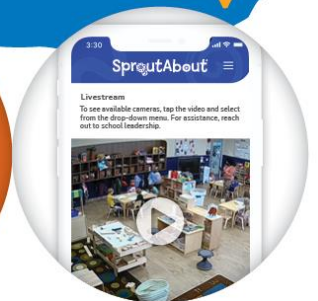 3:30
SproutAbout
Livestream
To see available cameras, tap the video and select
from the drop-down menu. For assistance, reach
out to school leadership.